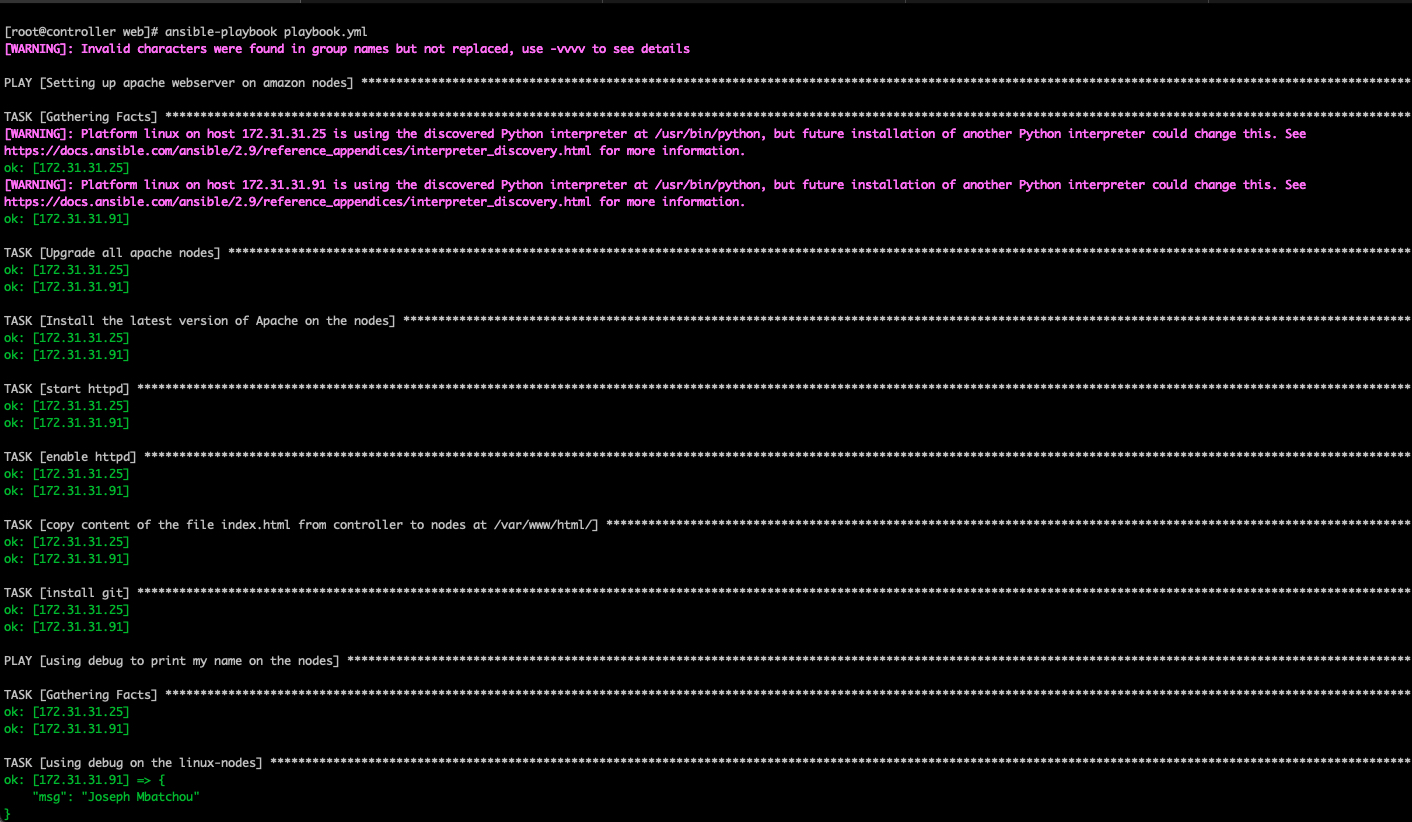 [root@controller web]# ansible-playbook playbook.yml
[WARNING]: Invalid characters were found in group names but not replaced, use -vvvv to see details
PLAY [Setting up apache webserver on amazon nodes] ******************************************************************************************************************************************************
TASK [Gathering Facts] **********************************************************************************************************************************************************************************
[WARNING]: Platform linux on host 172.31.31.25 is using the discovered Python interpreter at /usr/bin/python, but future installation of another Python interpreter could change this. See
https://docs.ansible.com/ansible/2.9/reference_appendices/interpreter_discovery.html for more information.
ok: [172.31.31.25]
[WARNING]: Platform linux on host 172.31.31.91 is using the discovered Python interpreter at /usr/bin/python, but future installation of another Python interpreter could change this. See
https://docs.ansible.com/ansible/2.9/reference_appendices/interpreter_discovery.html for more information.
ok: [172.31.31.91]
TASK [Upgrade all apache nodes] *************************************************************************************************************************************************************************
ok: [172.31.31.25]
ok: [172.31.31.91]
TASK [Install the latest version of Apache on the nodes] ************************************************************************************************************************************************
ok: [172.31.31.25]
ok: [172.31.31.91]
TASK [start httpd] **************************************************************************************************************************************************************************************
ok: [172.31.31.25]
ok: [172.31.31.91]
TASK [enable httpd] *************************************************************************************************************************************************************************************
ok: [172.31.31.25]
ok: [172.31.31.91]
TASK [copy content of the file index.html from controller to nodes at /var/www/html/] *******************************************************************************************************************
ok: [172.31.31.25]
ok: [172.31.31.91]
TASK [install git] **************************************************************************************************************************************************************************************
ok: [172.31.31.25]
ok: [172.31.31.91]
PLAY [using debug to print my name on the nodes] ********************************************************************************************************************************************************
TASK [Gathering Facts] **********************************************************************************************************************************************************************************
ok: [172.31.31.25]
ok: [172.31.31.91]
TASK [using debug on the linux-nodes] *******************************************************************************************************************************************************************
ok: [172.31.31.91] => {
"msg": "Joseph Mbatchou"
}